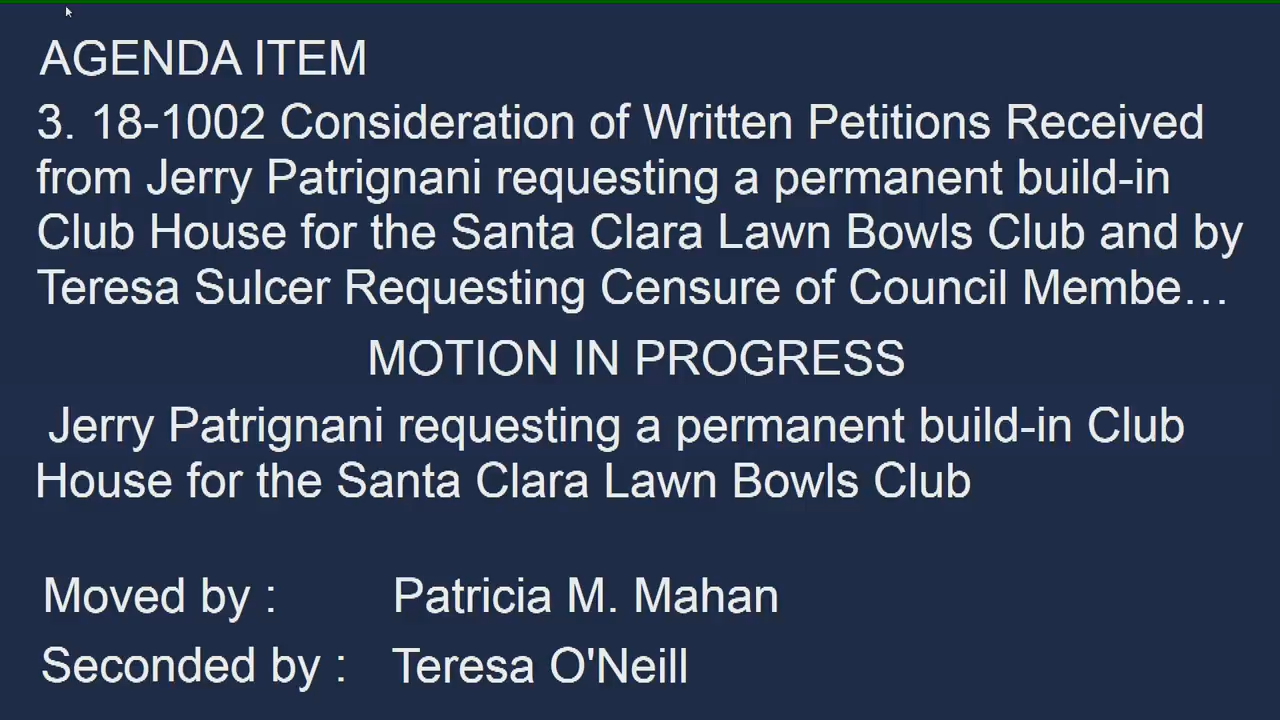 AGENDA ITEM
3. 18-1002 Consideration of Written Petitions Received
from Jerry Patrignani requesting a permanent build-in
Club House for the Santa Clara Lawn Bowls Club and by
Teresa Sulcer Requesting Censure of Council Membe…
MOTION IN PROGRESS
Jerry Patrignani requesting a permanent build-in Club
House for the Santa Clara Lawn Bowls Club
Moved by : Patricia M. Mahan
Seconded by : Teresa O'Neill